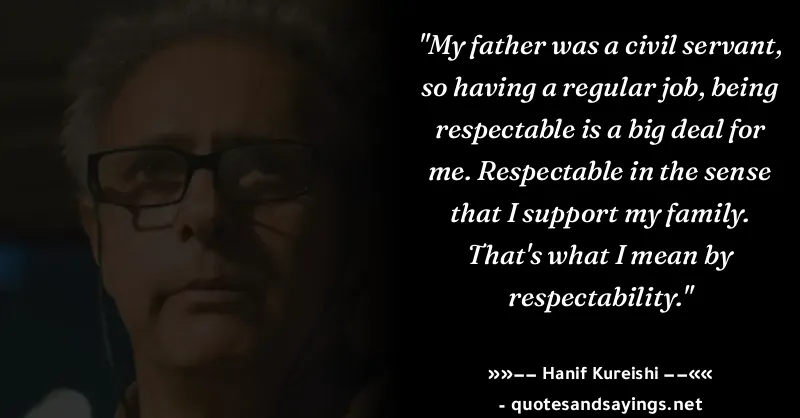 "My father was a civil servant,
so having a regular job, being
respectable is a big deal for
me. Respectable in the sense
that I support my family.
That's what I mean by
respectability."
»»–– Hanif Kureishi ––««
- quotesandsayings.net